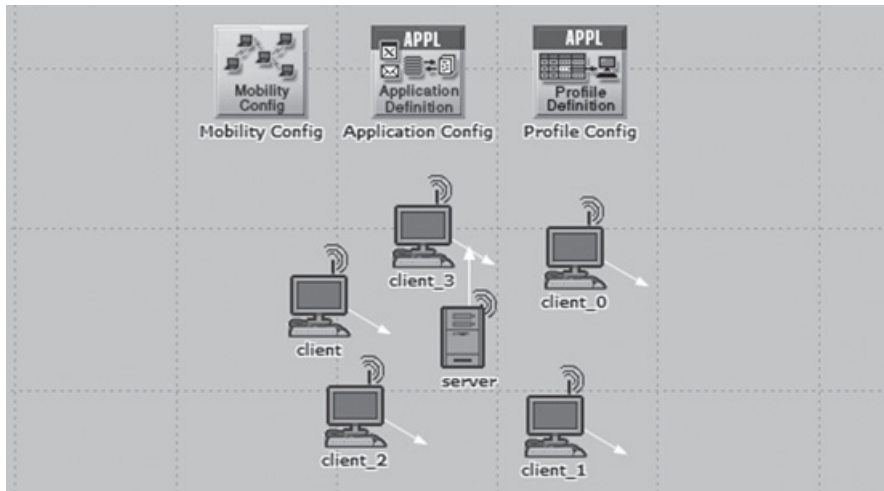 Mobility
Config
Mobility Config
APPL
Application
Definition
Application Config
APPL
Profiile
Definition
Profile Config
client_3
client_0
client
server
client_2
client_1